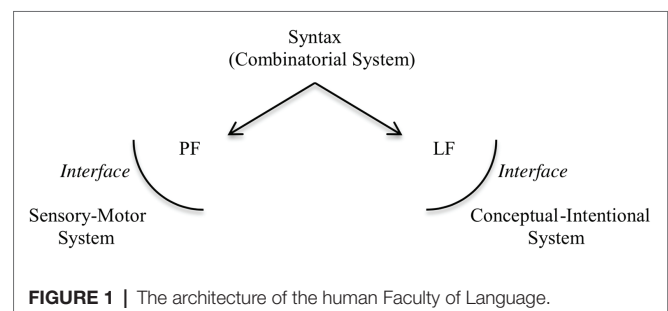 Syntax
(Combinatorial System)
PF
LF
Interface
Interface
Sensory-Motor
System
Conceptual-Intentional
System
FIGURE 1 | The architecture of the human Faculty of Language.